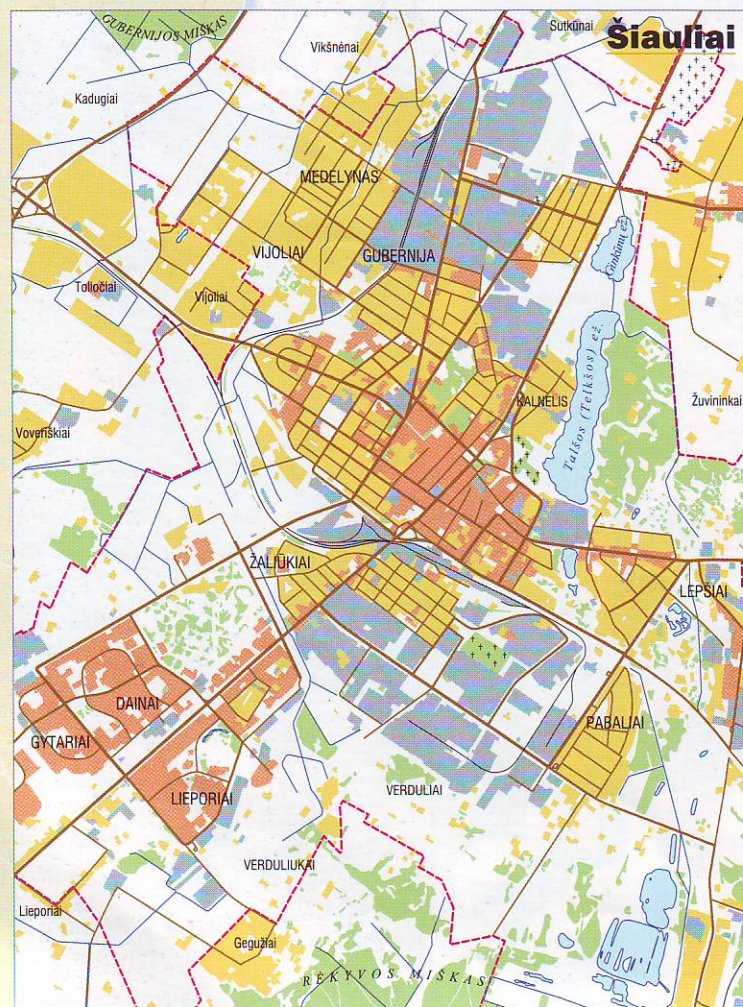 GUBERNIJOS MIŠKAS
Vikšnėnai
Sutkūnai
Šiauliai
Kadugiai
MEDELYNAS
VIJOLIAI
GUBERNIJA
Ginkūnų ež.
Toliočiai
Vijoliai
Talšos (Telkšos) ež.
KALNELIS
Žuvininkai
Voveriškiai
ŽALIŪKIAI
LEPŠIAI
DAINAI
GYTARIAI
PABALIAI
LIEPORIAI
VERDULIAI
VERDULIUKAI
Lieporiai
Gegužiai
RĖKYVOS MIŠKAS